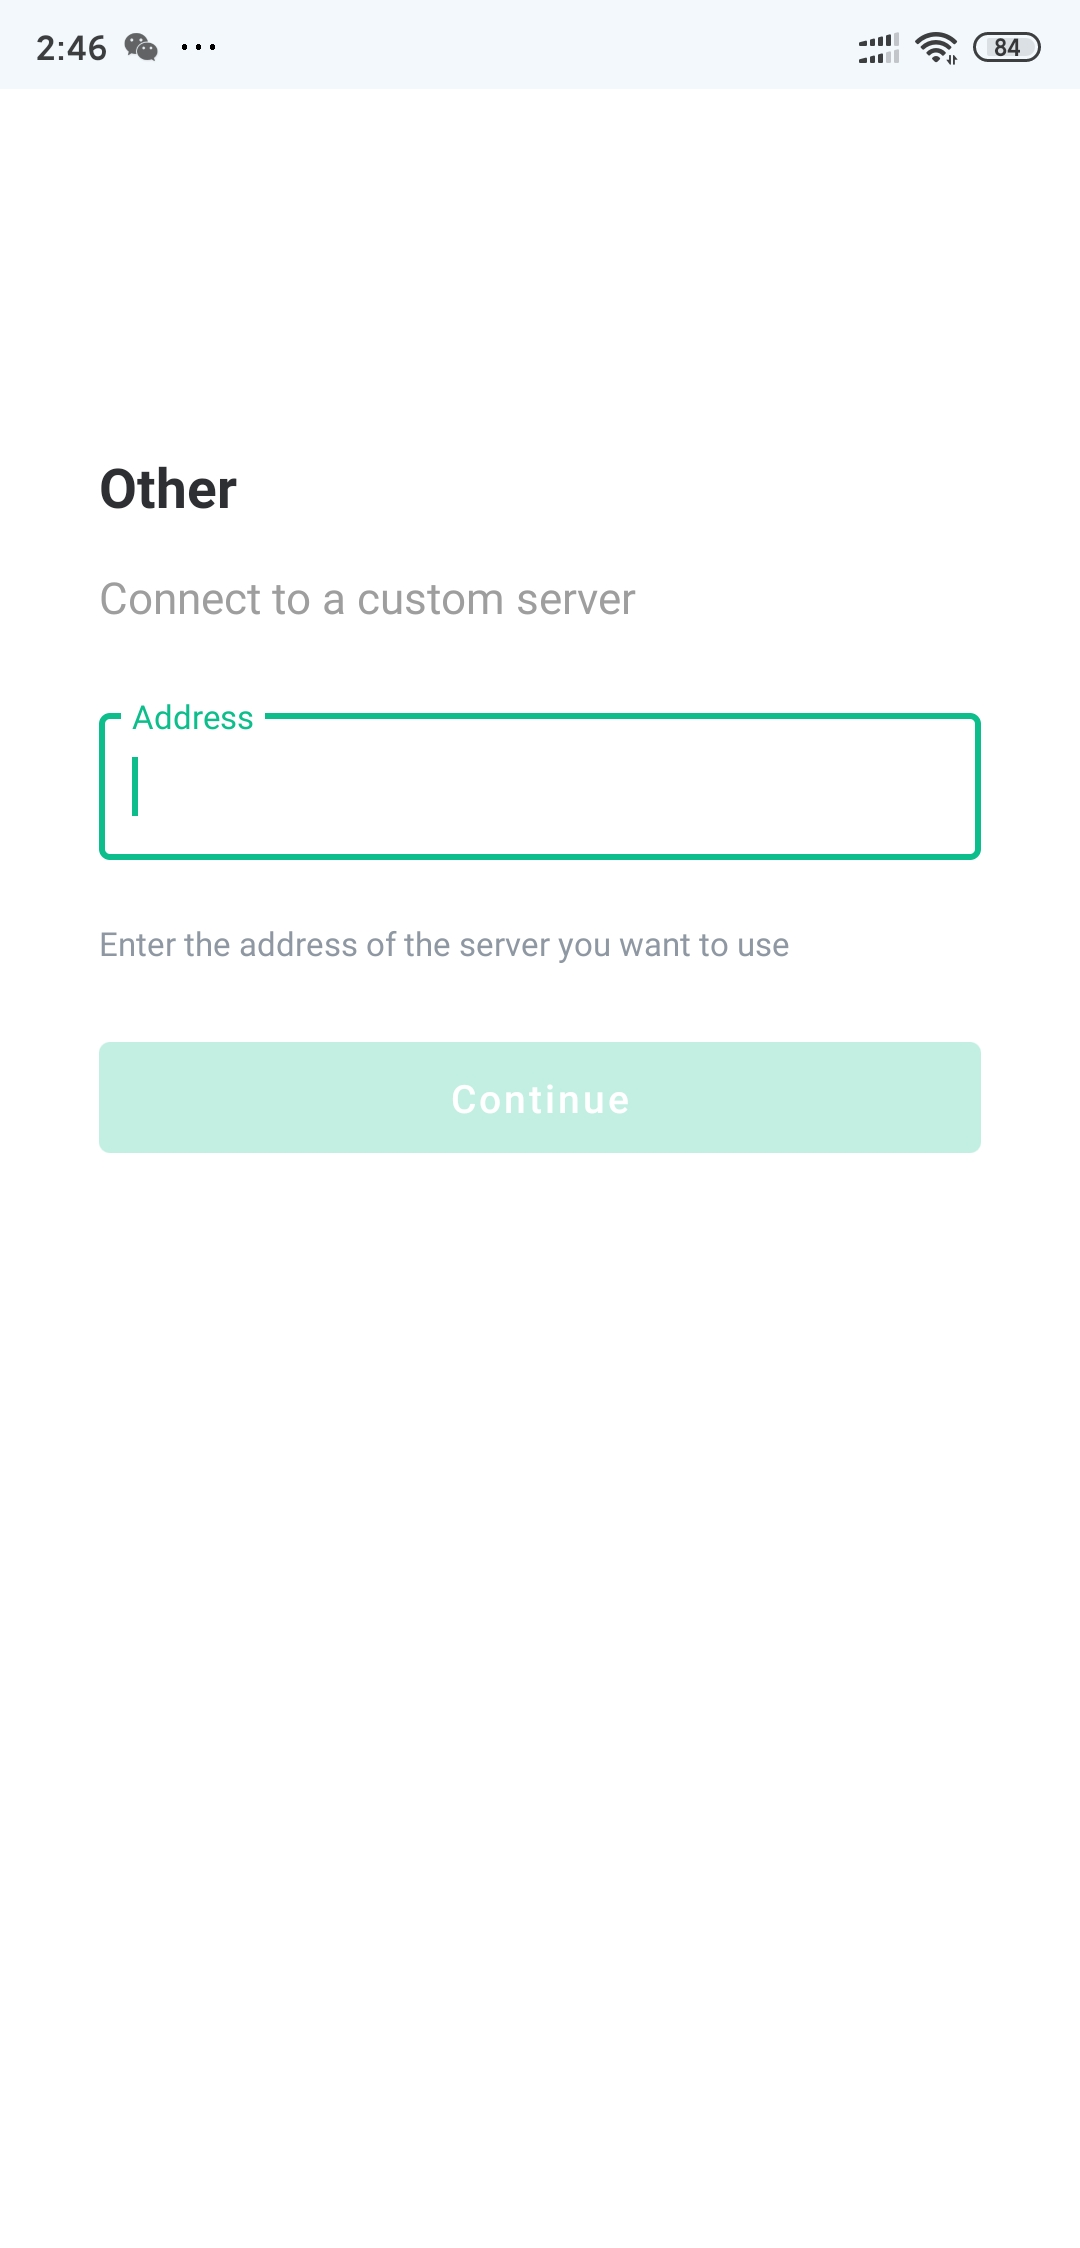 2:46 ... 84
Other
Connect to a custom server
Address
Enter the address of the server you want to use
Continue